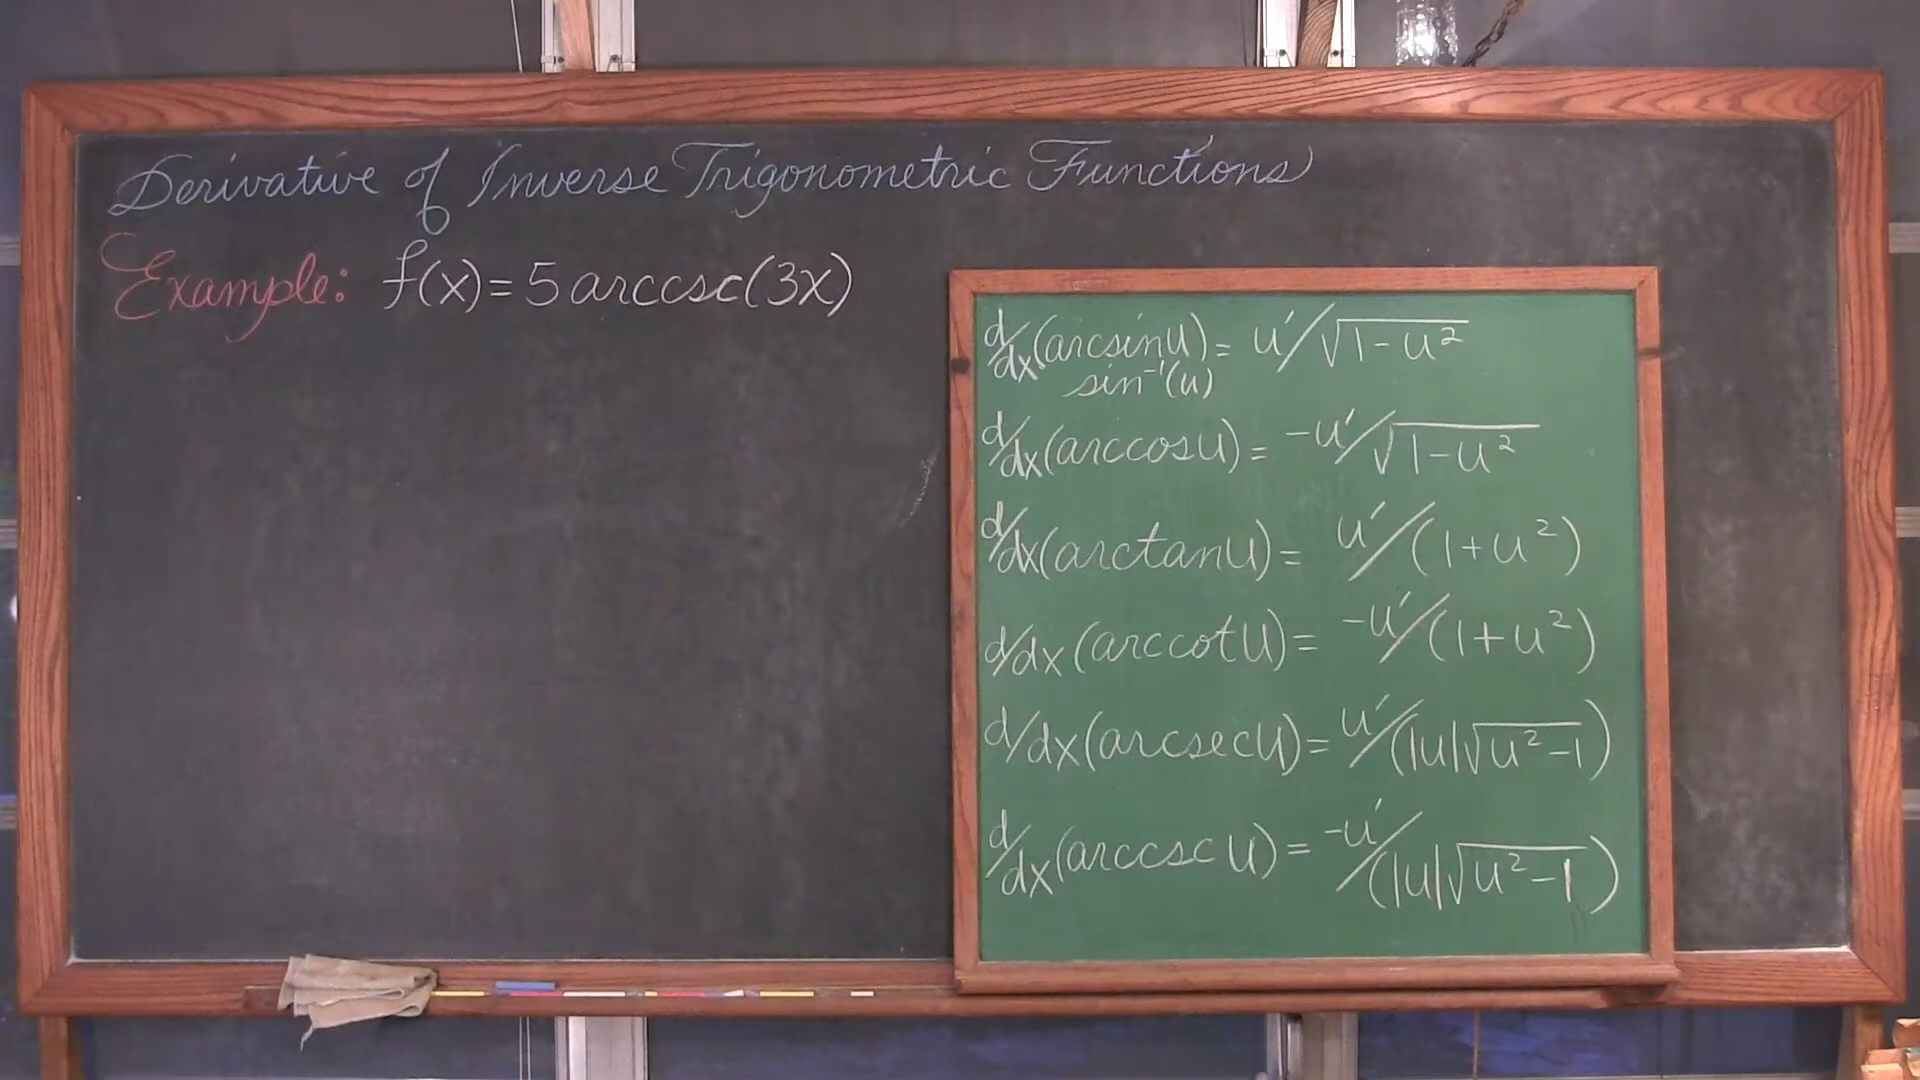 Derivative of Inverse Trigonometric Functions
Example: f(x) = 5 arccsc(3x)
d/dx(arcsin u) = u'/√(1-u²)
sin⁻¹(u)
d/dx(arccos u) = -u'/√(1-u²)
d/dx(arctan u) = u'/(1+u²)
d/dx(arccot u) = -u'/(1+u²)
d/dx(arcsec u) = u'/(|u|√(u²-1))
d/dx(arccsc u) = -u'/(|u|√(u²-1))